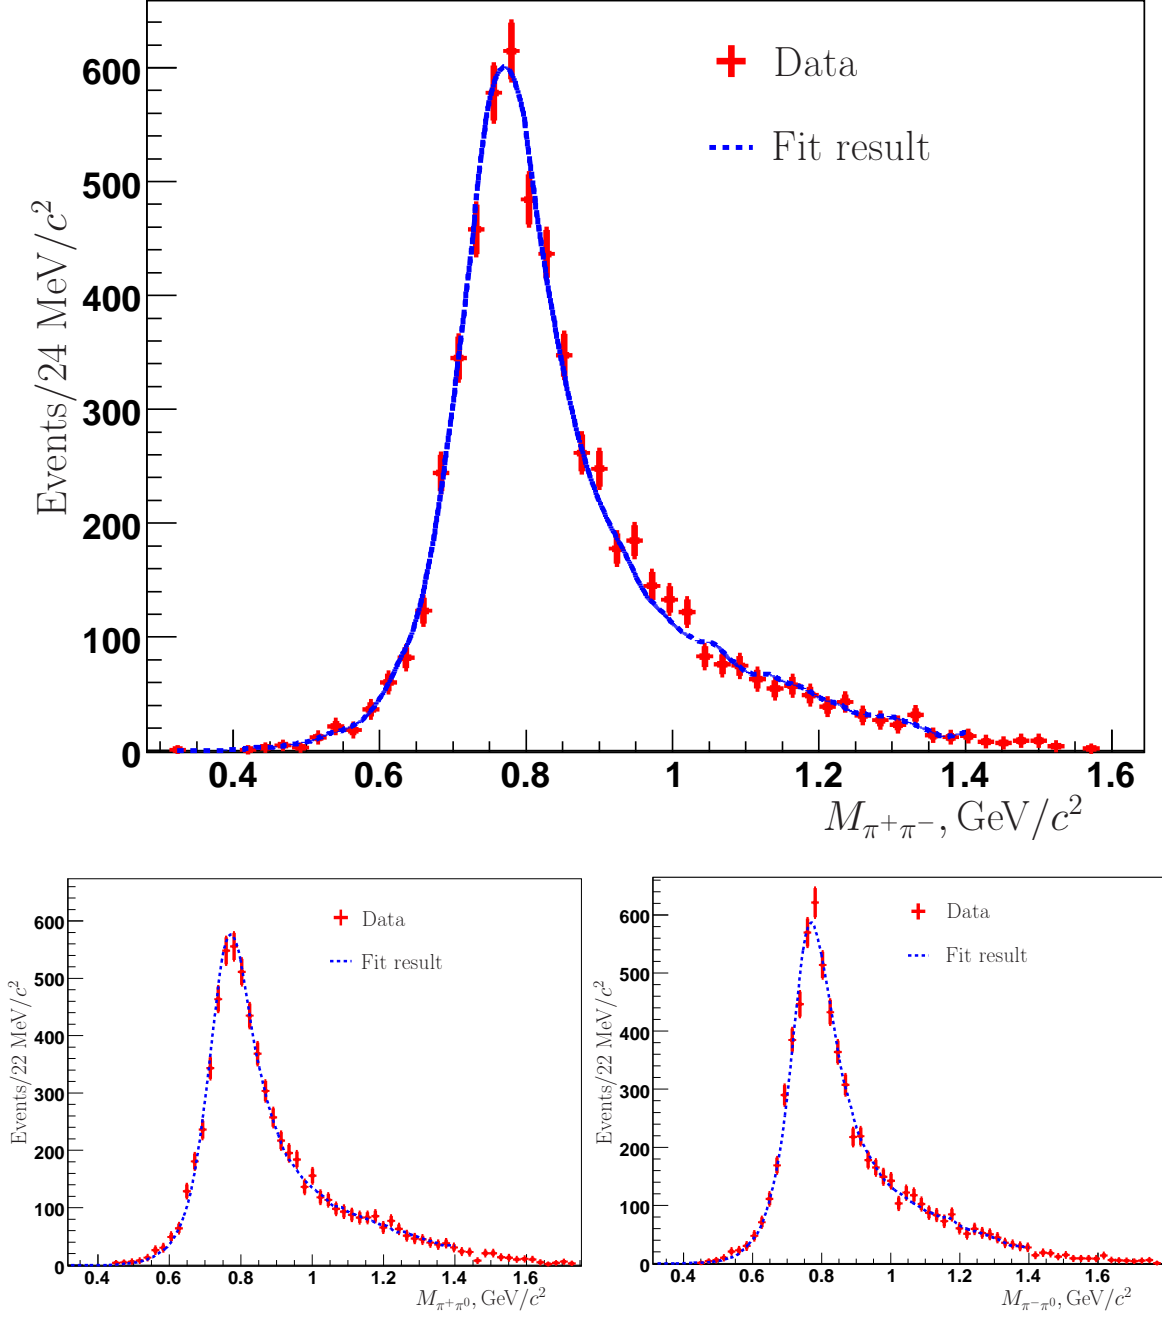 Events/24 MeV/c²
600
500
400
300
200
100
0
Data
Fit result
0.4 0.6 0.8 1 1.2 1.4 1.6
M_{π⁺π⁻}, GeV/c²
Events/22 MeV/c²
600
500
400
300
200
100
0
Data
Fit result
0.4 0.6 0.8 1 1.2 1.4 1.6
M_{π⁺π⁰}, GeV/c²
Events/22 MeV/c²
600
500
400
300
200
100
0
Data
Fit result
0.4 0.6 0.8 1 1.2 1.4 1.6
M_{π⁻π⁰}, GeV/c²